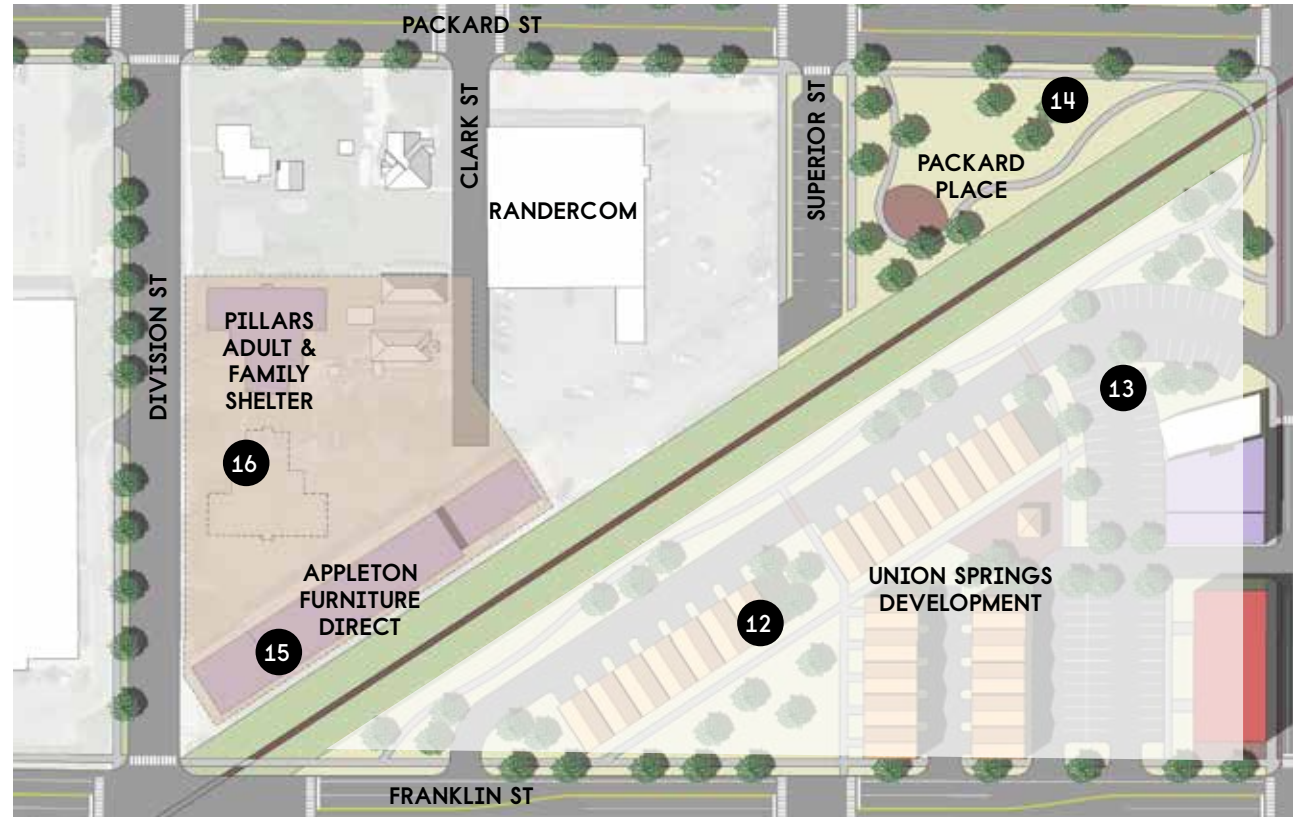 PACKARD ST
CLARK ST
SUPERIOR ST
14
PACKARD
PLACE
RANDERCOM
DIVISION ST
PILLARS
ADULT &
FAMILY
SHELTER
16
13
APPLETON
FURNITURE
DIRECT
15
UNION SPRINGS
DEVELOPMENT
12
FRANKLIN ST